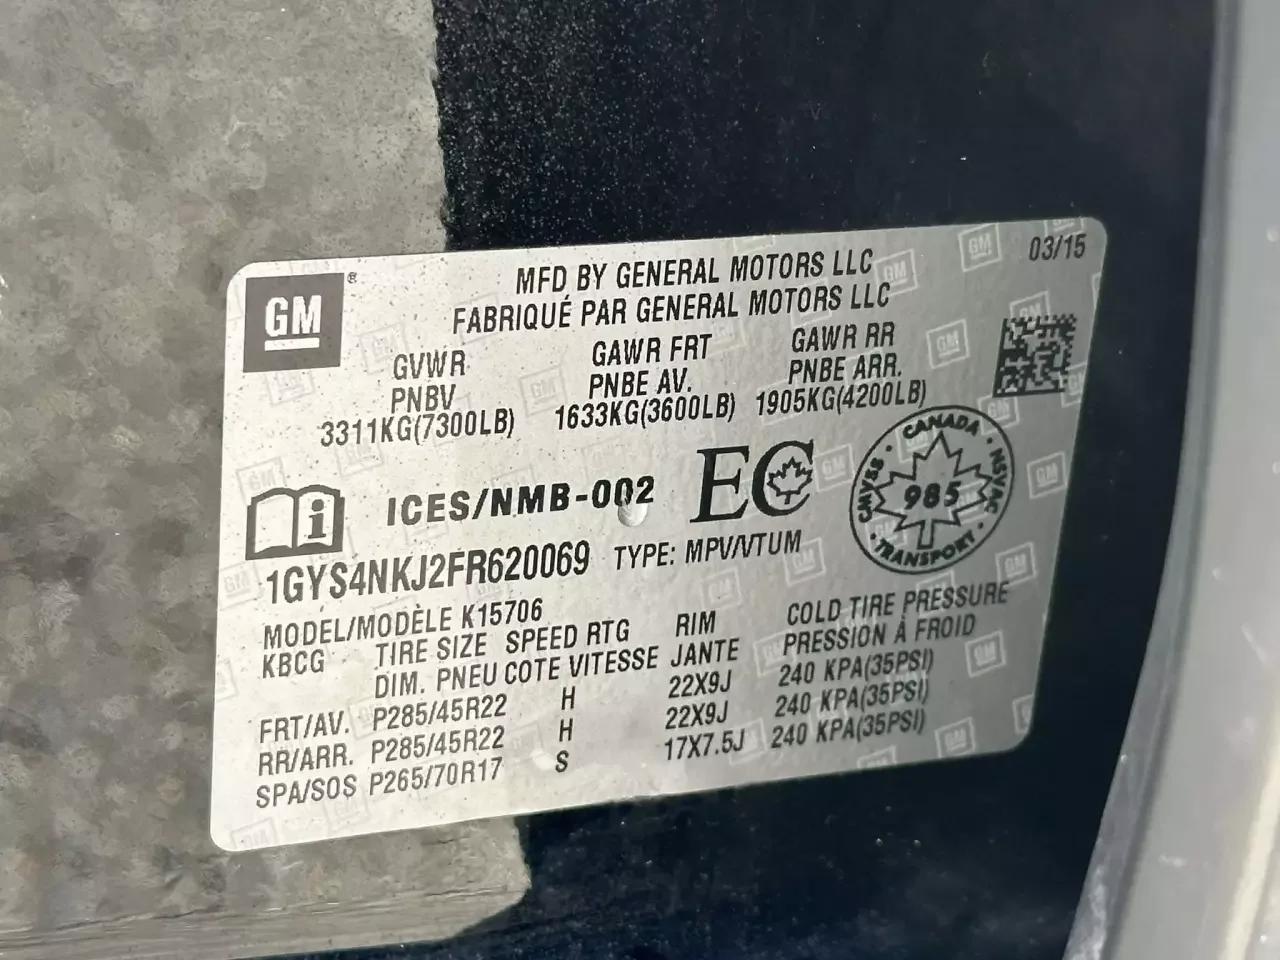 GM®
03/15
MFD BY GENERAL MOTORS LLC
FABRIQUÉ PAR GENERAL MOTORS LLC
GVWR GAWR FRT GAWR RR
PNBV PNBE AV. PNBE ARR.
3311KG(7300LB) 1633KG(3600LB) 1905KG(4200LB)
ICES/NMB-002 EC
CANADA
CMVSS 985 NSVAC
TRANSPORT
1GYS4NKJ2FR620069 TYPE: MPV/VTUM
MODEL/MODÈLE K15706
KBCG TIRE SIZE SPEED RTG RIM COLD TIRE PRESSURE
DIM. PNEU COTE VITESSE JANTE PRESSION À FROID
FRT/AV. P285/45R22 H 22X9J 240 KPA(35PSI)
RR/ARR. P285/45R22 H 22X9J 240 KPA(35PSI)
SPA/SOS P265/70R17 S 17X7.5J 240 KPA(35PSI)